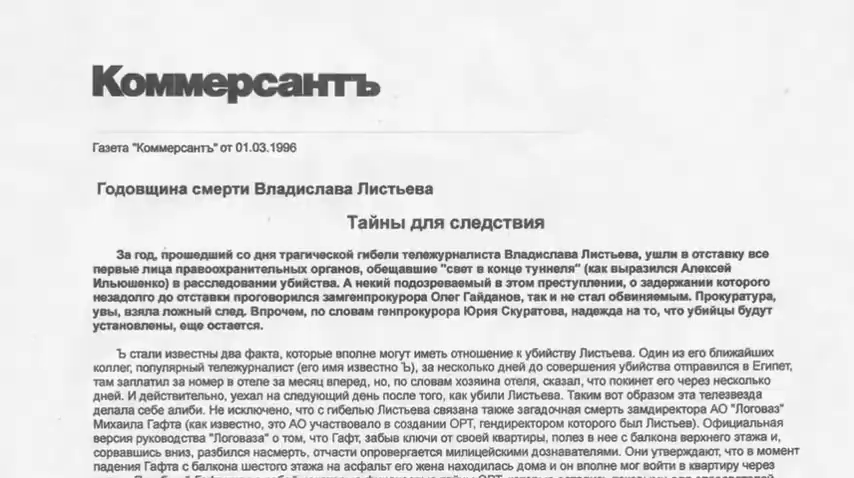 Коммерсантъ
Газета "Коммерсантъ" от 01.03.1996
Годовщина смерти Владислава Листьева
Тайны для следствия
За год, прошедший со дня трагической гибели тележурналиста Владислава Листьева, ушли в отставку все
первые лица правоохранительных органов, обещавшие "свет в конце туннеля" (как выразился Алексей
Ильюшенко) в расследовании убийства. А некий подозреваемый в этом преступлении, о задержании которого
незадолго до отставки проговорился замгенпрокурора Олег Гайданов, так и не стал обвиняемым. Прокуратура,
увы, взяла ложный след. Впрочем, по словам генпрокурора Юрия Скуратова, надежда на то, что убийцы будут
установлены, еще остается.
Ъ стали известны два факта, которые вполне могут иметь отношение к убийству Листьева. Один из его ближайших
коллег, популярный тележурналист (его имя известно Ъ), за несколько дней до совершения убийства отправился в Египет,
там заплатил за номер в отеле за месяц вперед, но, по словам хозяина отеля, сказал, что покинет его через несколько
дней. И действительно, уехал на следующий день после того, как убили Листьева. Таким вот образом эта телезвезда
делала себе алиби. Не исключено, что с гибелью Листьева связана также загадочная смерть замдиректора АО "Логоваз"
Михаила Гафта (как известно, это АО участвовало в создании ОРТ, гендиректором которого был Листьев). Официальная
версия руководства "Логоваза" о том, что Гафт, забыв ключи от своей квартиры, полез в нее с балкона верхнего этажа и,
сорвавшись вниз, разбился насмерть, отчасти опровергается милицейскими дознавателями. Они утверждают, что в момент
падения Гафта с балкона шестого этажа на асфальт его жена находилась дома и он вполне мог войти в квартиру через